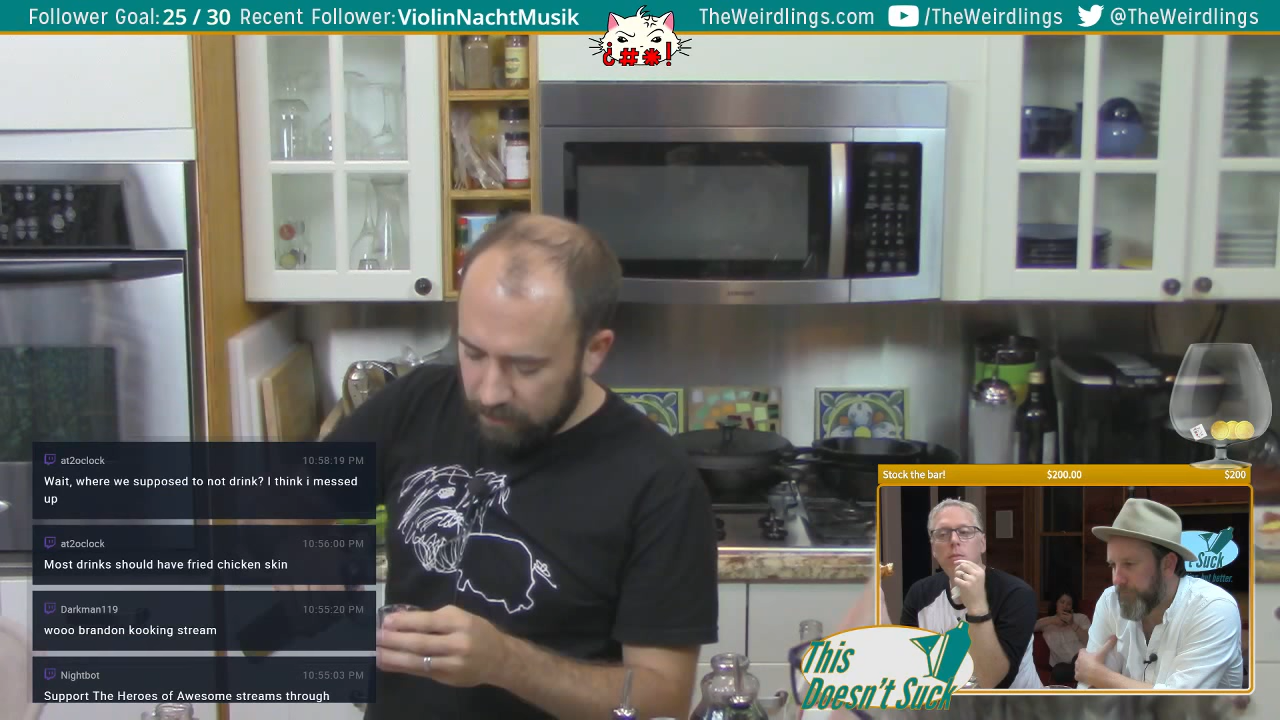 Follower Goal: 25 / 30 Recent Follower: ViolinNachtMusik
TheWeirdlings.com /TheWeirdlings @TheWeirdlings
¿#*!
at2oclock 10:58:19 PM
Wait, where we supposed to drink? I think i messed
up
at2oclock 10:56:00 PM
Most drinks should have fried chicken skin
Darkman119 10:55:20 PM
wooo brandon kooking stream
Nightbot 10:55:03 PM
Support The Heroes of Awesome streams through
Stock the bar! $200.00 $200
't Suck
but better.
This
Doesn't Suck